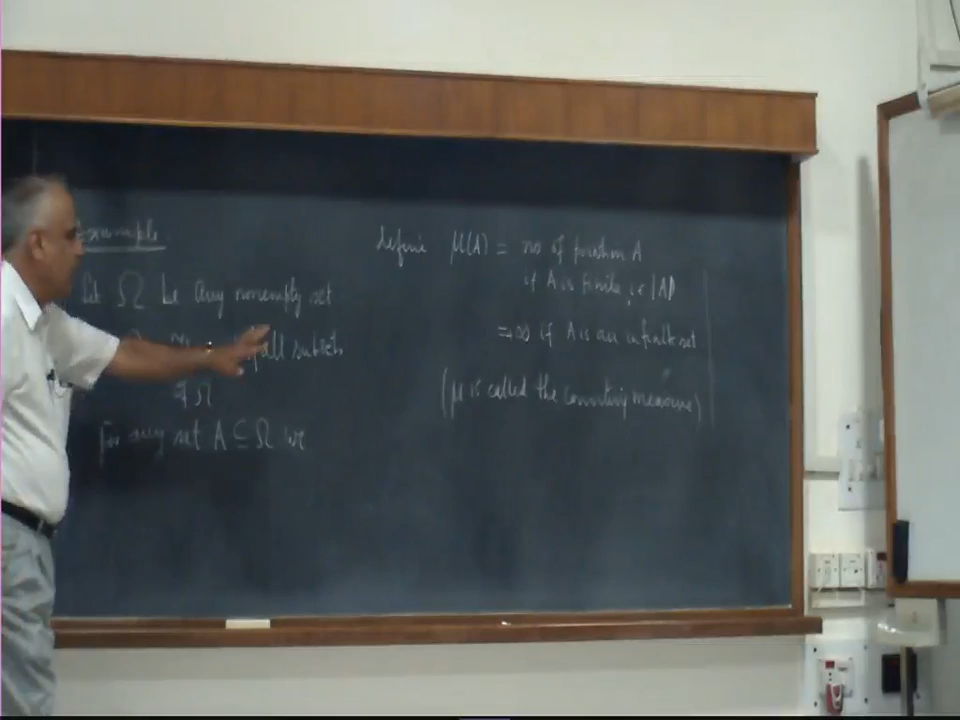 Example
Let Ω be any nonempty set
all subsets
of Ω
For any set A ⊆ Ω we
define μ(A) = no of points in A
if A is finite, i.e |A|
= ∞ if A is an infinite set
(μ is called the counting measure)